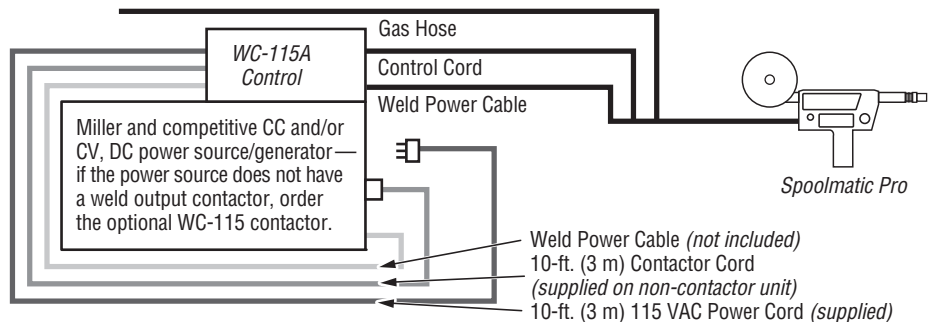 Gas Hose
WC-115A
Control
Control Cord
Weld Power Cable
Miller and competitive CC and/or
CV, DC power source/generator—
if the power source does not have
a weld output contactor, order
the optional WC-115 contactor.
Spoolmatic Pro
Weld Power Cable (not included)
10-ft. (3 m) Contactor Cord
(supplied on non-contactor unit)
10-ft. (3 m) 115 VAC Power Cord (supplied)